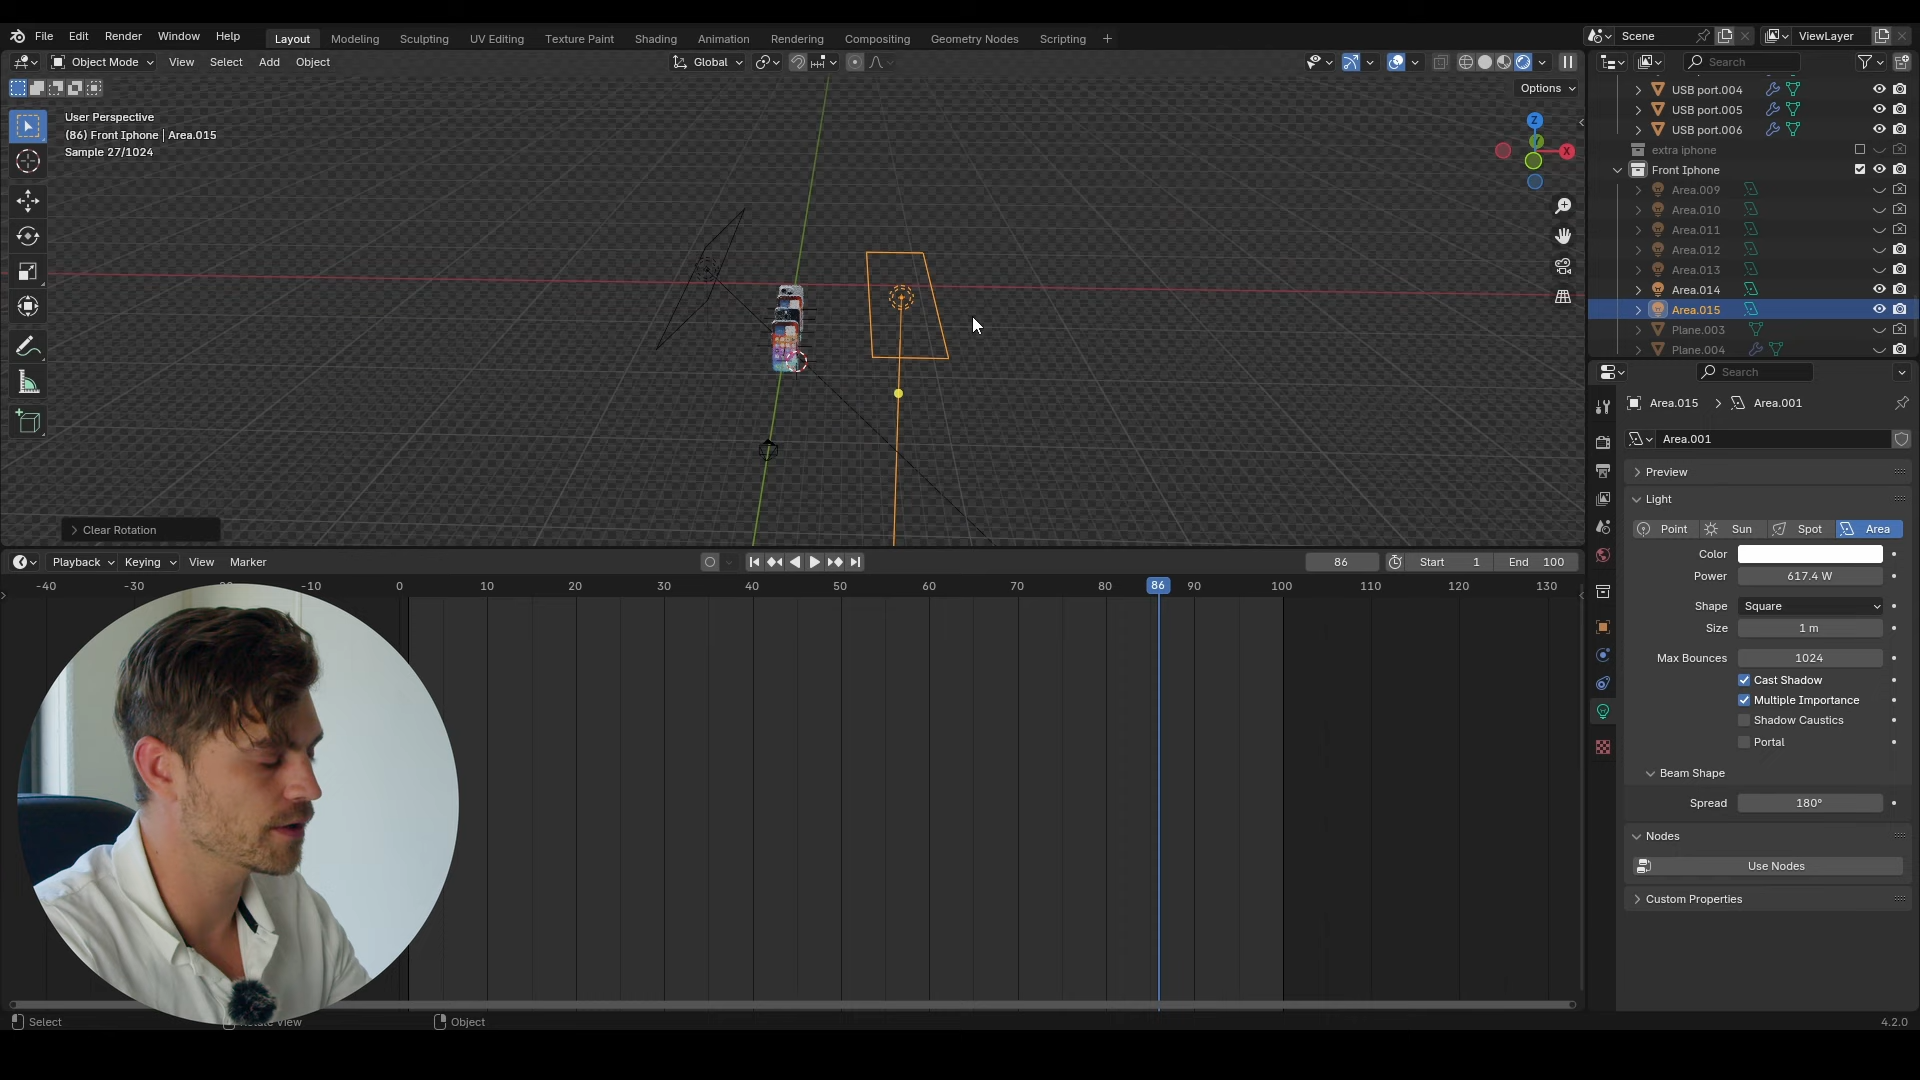 File Edit Render Window Help
Layout Modeling Sculpting UV Editing Texture Paint Shading Animation Rendering Compositing Geometry Nodes Scripting +
Scene
ViewLayer
Object Mode View Select Add Object
Global
Options
User Perspective
(86) Front Iphone | Area.015
Sample 27/1024
Z
X
Clear Rotation
Search
USB port.004
USB port.005
USB port.006
extra iphone
Front Iphone
Area.009
Area.010
Area.011
Area.012
Area.013
Area.014
Area.015
Plane.003
Plane.004
Search
Area.015 > Area.001
Area.001
Preview
Light
Point Sun Spot Area
Color
Power 617.4 W
Shape Square
Size 1 m
Max Bounces 1024
Cast Shadow
Multiple Importance
Shadow Caustics
Portal
Beam Shape
Spread 180°
Nodes
Use Nodes
Custom Properties
Playback Keying View Marker
86 Start 1 End 100
-40 -30 -10 0 10 20 30 40 50 60 70 80 86 90 100 110 120 130
Select
View
Object
4.2.0